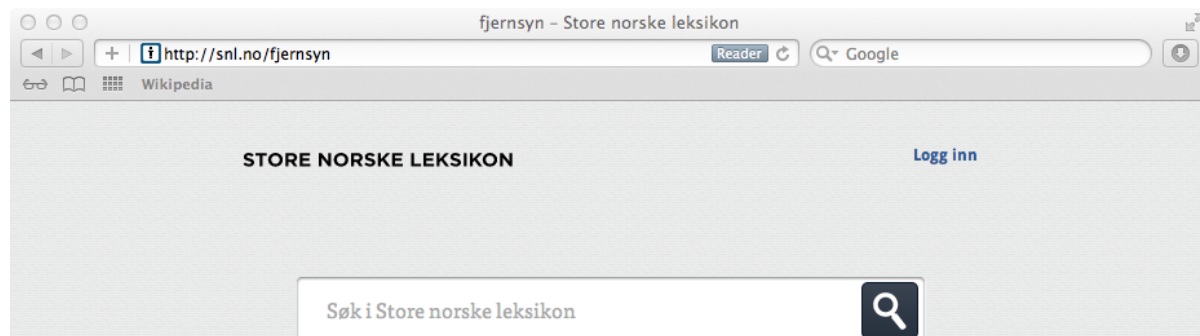 fjernsyn – Store norske leksikon
http://snl.no/fjernsyn Reader Google
Wikipedia
STORE NORSKE LEKSIKON Logg inn
Søk i Store norske leksikon